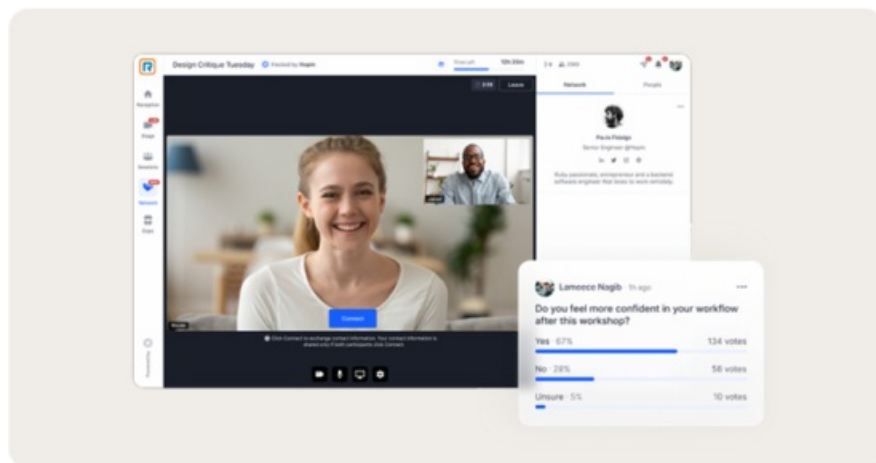 Design Critique Tuesday
Hosted by Hopin
Time left
12h 30m
Leave
Network
People
Reception
Stage
Sessions
Network
Expo
Senior Engineer @Hopin
Ruby passionate, entrepreneur and a backend
software engineer that loves to work remotely.
Connect
Click Connect to exchange contact information. Your contact information is
shared only if both participants click Connect.
Powered by
Lameece Nagib 1h ago
Do you feel more confident in your workflow
after this workshop?
Yes · 67%
134 votes
No · 28%
56 votes
Unsure · 5%
10 votes